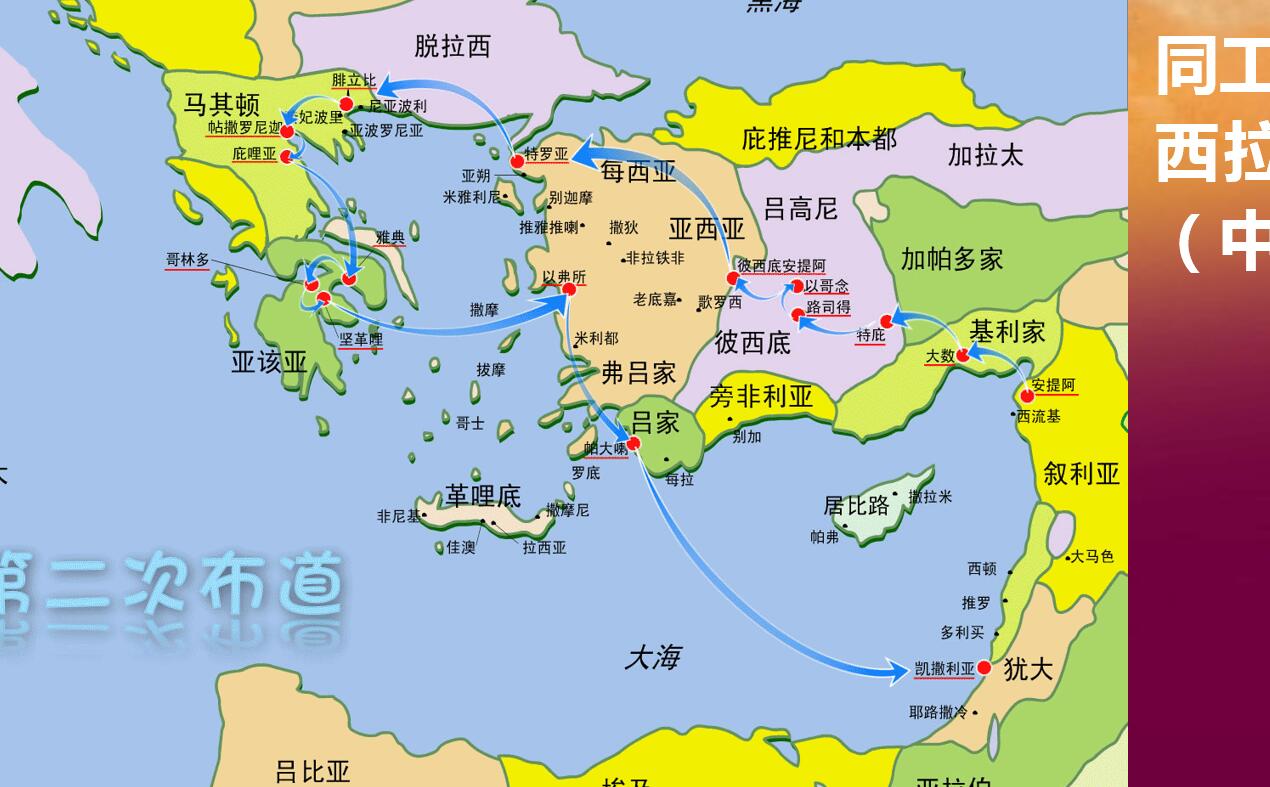 黑海
同工
西拉
（中
脱拉西
马其顿
腓立比
尼亚波利
妃波里
帖撒罗尼迦
亚波罗尼亚
庇哩亚
特罗亚
亚朔
每西亚
庇推尼和本都
加拉太
米雅利尼
别迦摩
推雅推喇
撒狄
亚西亚
吕高尼
雅典
哥林多
非拉铁非
彼西底安提阿
加帕多家
以弗所
以哥念
老底嘉
歌罗西
路司得
撒摩
坚革哩
米利都
彼西底
特庇
基利家
大数
亚该亚
拔摩
弗吕家
旁非利亚
安提阿
哥士
吕家
别加
西流基
帕大喇
罗底
每拉
叙利亚
大
革哩底
撒摩尼
非尼基
佳澳
拉西亚
居比路
撒拉米
帕弗
大马色
西顿
推罗
多利买
第二次布道
大海
凯撒利亚
犹大
耶路撒冷
吕比亚
埃及
亚拉伯